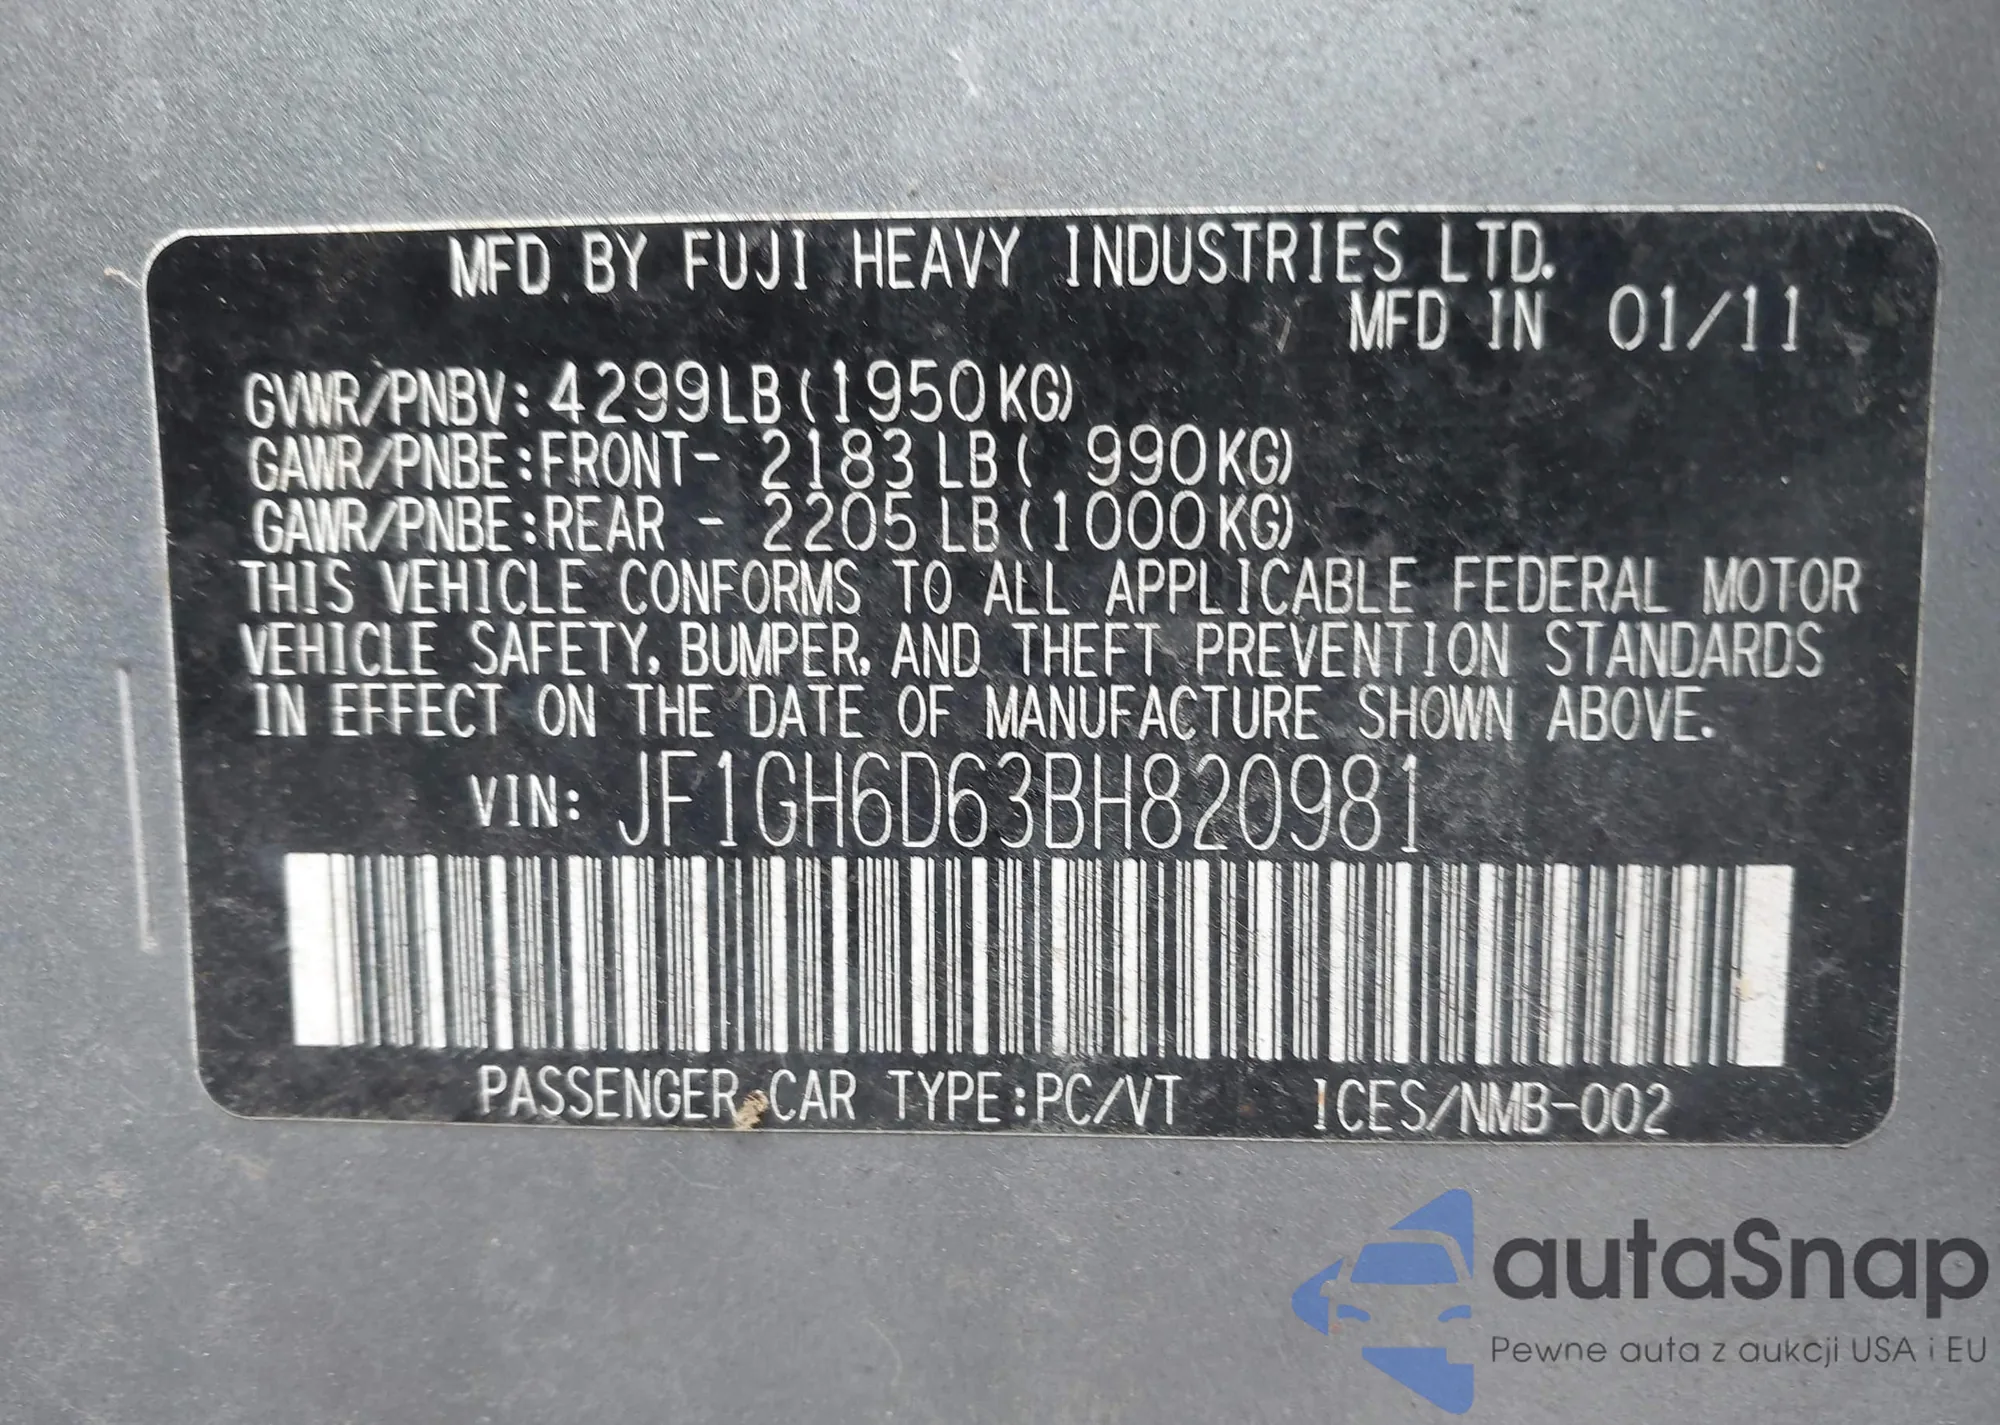 MFD BY FUJI HEAVY INDUSTRIES LTD.
MFD IN 01/11
GVWR/PNBV:4299LB(1950KG)
GAWR/PNBE:FRONT- 2183LB( 990KG)
GAWR/PNBE:REAR - 2205LB(1000KG)
THIS VEHICLE CONFORMS TO ALL APPLICABLE FEDERAL MOTOR
VEHICLE SAFETY, BUMPER, AND THEFT PREVENTION STANDARDS
IN EFFECT ON THE DATE OF MANUFACTURE SHOWN ABOVE.
VIN: JF1GH6D63BH820981
PASSENGER CAR TYPE:PC/VT ICES/NMB-002
autaSnap
Pewne auta z aukcji USA i EU